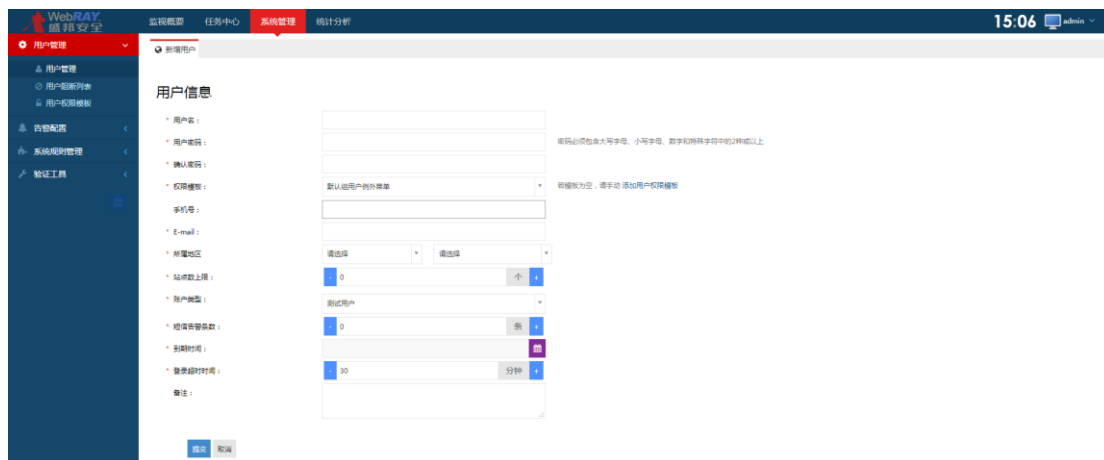 WebRAY
盛邦安全
监视概要 任务中心 系统管理 统计分析
15:06 admin
用户管理
新增用户
用户管理
用户阻断列表
用户权限模板
告警配置
系统规则管理
验证工具
用户信息
* 用户名：
* 用户密码： 密码必须包含大写字母、小写字母、数字和特殊字符中的2种或以上
* 确认密码：
* 权限模板： 默认组用户例外菜单 若模板为空，请手动 添加用户权限模板
手机号：
* E-mail：
* 所属地区 请选择 请选择
* 站点数上限： - 0 个 +
* 账户类型： 测试用户
* 短信告警条数： - 0 条 +
* 到期时间：
* 登录超时时间： - 30 分钟 +
备注：
提交 取消